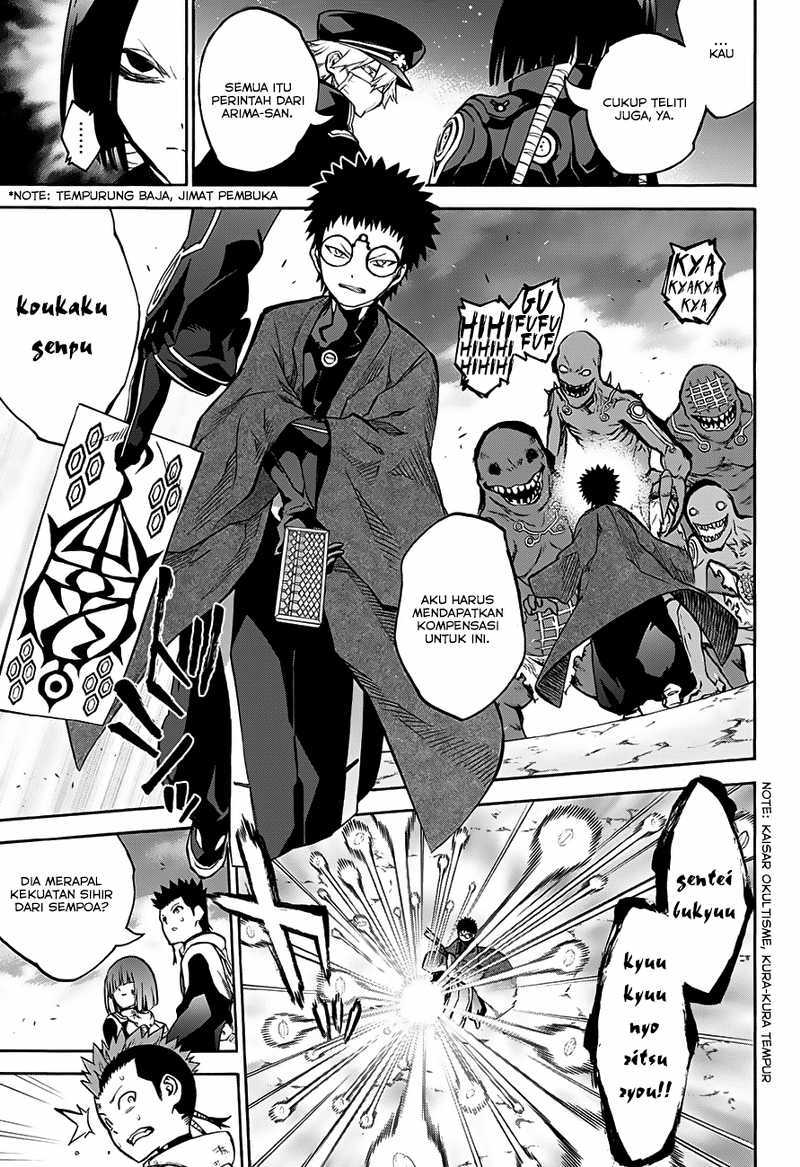 ...
KAU
CUKUP TELITI
JUGA, YA.
SEMUA ITU
PERINTAH DARI
ARIMA-SAN.
......
*NOTE: TEMPURUNG BAJA, JIMAT PEMBUKA
KYA
KYAKYA
KYA
GU
FUFU
FUF
HIHI
HIHIHI
HIHIHI
koukaku
genpu
AKU HARUS
MENDAPATKAN
KOMPENSASI
UNTUK INI.
NOTE: KAISAR OKULTISME, KURA-KURA TEMPUR
gentei
bukyuu
kyuu
kyuu
nyo
ritsu
ryou!!
DIA MERAPAL
KEKUATAN SIHIR
DARI SEMPOA?